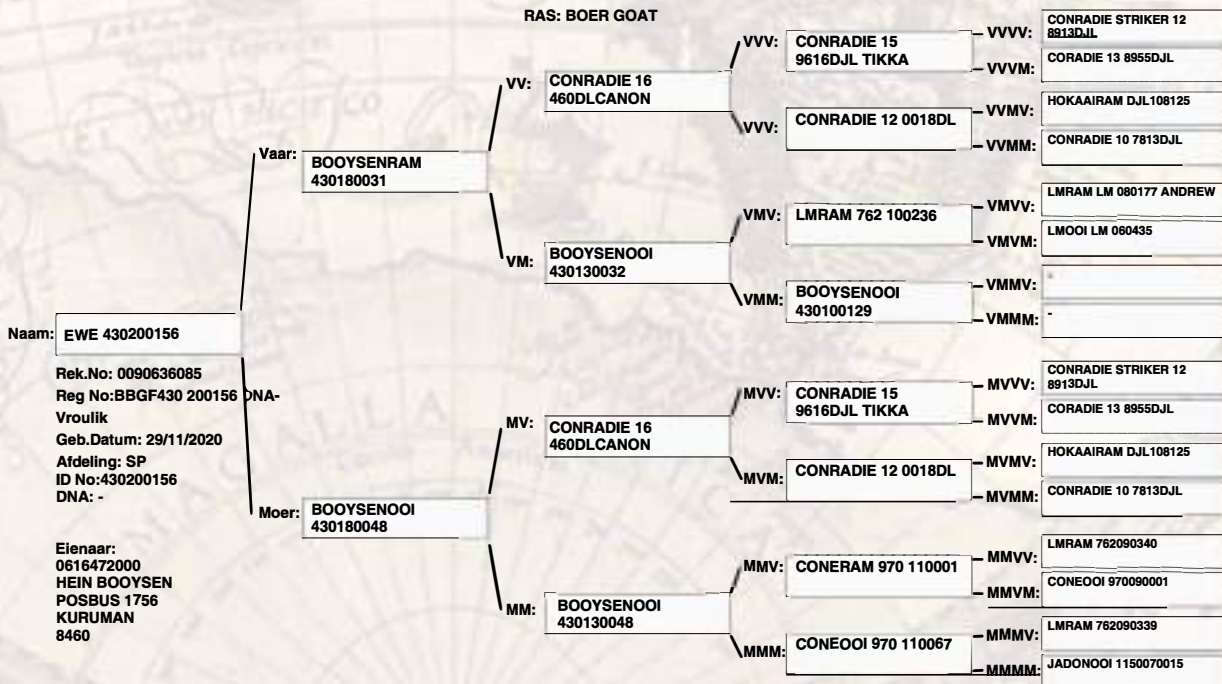 RAS: BOER GOAT
Naam: EWE 430200156
Rek.No: 0090636085
Reg No:BBGF430 200156 DNA-
Vroulik
Geb.Datum: 29/11/2020
Afdeling: SP
ID No:430200156
DNA: -
Eienaar:
0616472000
HEIN BOOYSEN
POSBUS 1756
KURUMAN
8460
Vaar: BOOYSENRAM
430180031
Moer: BOOYSENOOI
430180048
VV: CONRADIE 16
460DLCANON
VM: BOOYSENOOI
430130032
MV: CONRADIE 16
460DLCANON
MM: BOOYSENOOI
430130048
VVV: CONRADIE 15
9616DJL TIKKA
VVV: CONRADIE 12 0018DL
VMV: LMRAM 762 100236
VMM: BOOYSENOOI
430100129
MVV: CONRADIE 15
9616DJL TIKKA
MVM: CONRADIE 12 0018DL
MMV: CONERAM 970 110001
MMM: CONEOOI 970 110067
VVVV: CONRADIE STRIKER 12
8913DJL
VVVM: CORADIE 13 8955DJL
VVMV: HOKAAIRAM DJL108125
VVMM: CONRADIE 10 7813DJL
VMVV: LMRAM LM 080177 ANDREW
VMVM: LMOOI LM 060435
VMMV: -
VMMM: -
MVVV: CONRADIE STRIKER 12
8913DJL
MVVM: CORADIE 13 8955DJL
MVMV: HOKAAIRAM DJL108125
MVMM: CONRADIE 10 7813DJL
MMVV: LMRAM 762090340
MMVM: CONEOOI 970090001
MMMV: LMRAM 762090339
MMMM: JADONOOI 1150070015